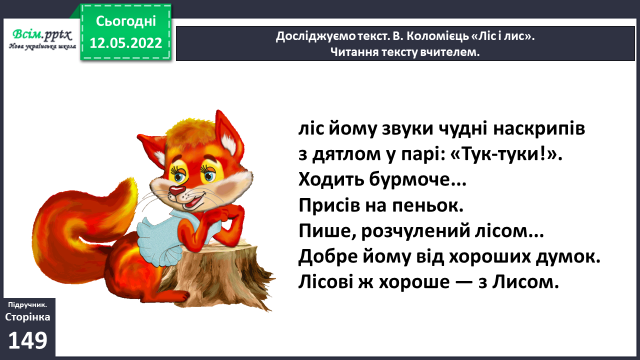 Всім.pptx
Нова українська школа
Сьогодні
12.05.2022
Досліджуємо текст. В. Коломієць «Ліс і лис».
Читання тексту вчителем.
ліс йому звуки чудні наскрипів
з дятлом у парі: «Тук-туки!».
Ходить бурмоче...
Присів на пеньок.
Пише, розчулений лісом...
Добре йому від хороших думок.
Лісові ж хороше — з Лисом.
Підручник.
Сторінка
149